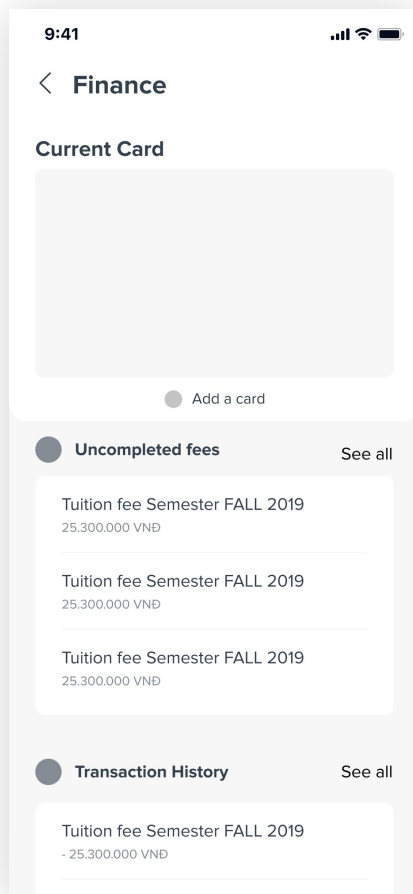 9:41
Finance
Current Card
Add a card
Uncompleted fees
See all
Tuition fee Semester FALL 2019
25.300.000 VNĐ
Tuition fee Semester FALL 2019
25.300.000 VNĐ
Tuition fee Semester FALL 2019
25.300.000 VNĐ
Transaction History
See all
Tuition fee Semester FALL 2019
- 25.300.000 VNĐ